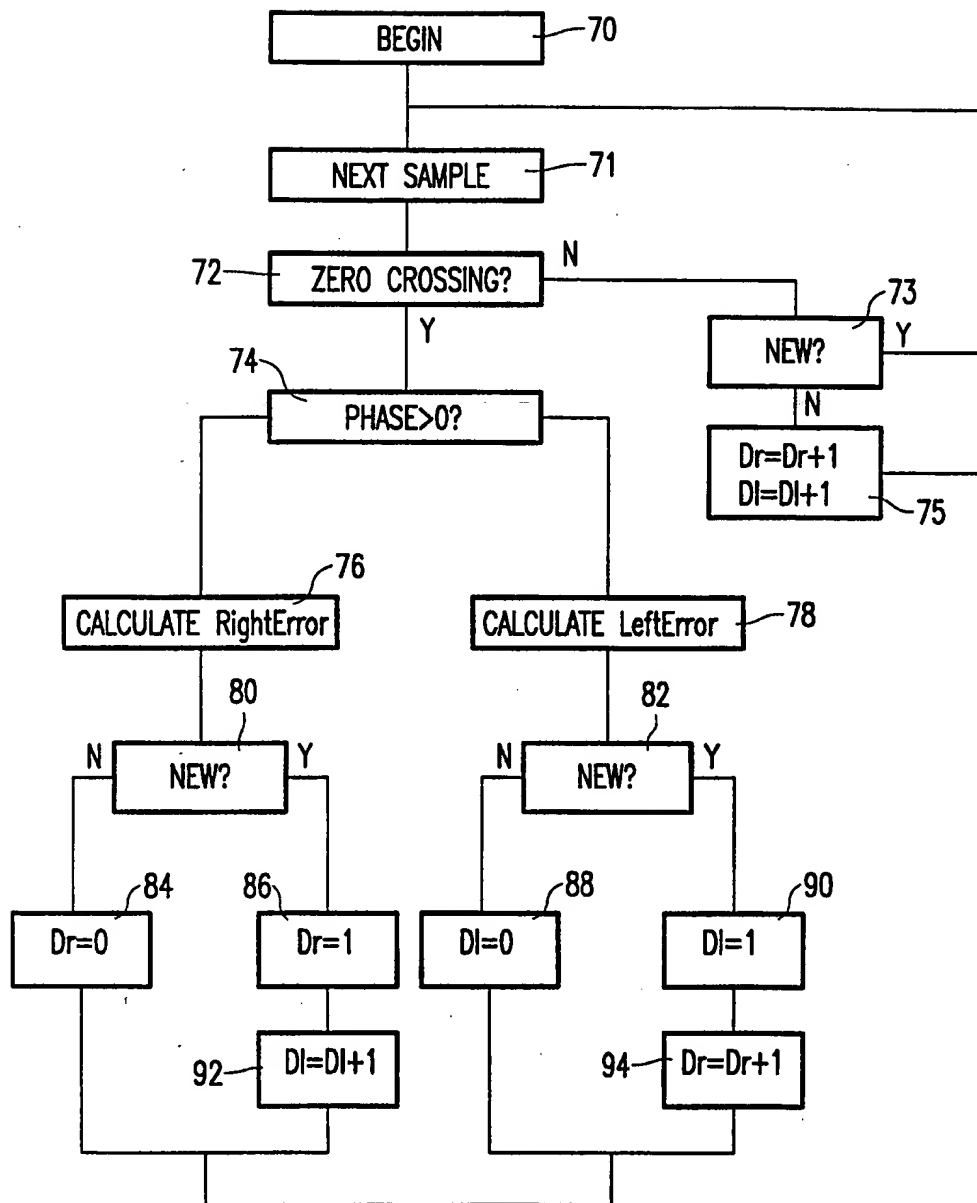 BEGIN
70
NEXT SAMPLE
71
72
ZERO CROSSING?
N
Y
73
NEW?
Y
N
74
PHASE>0?
Dr=Dr+1
Dl=Dl+1
75
76
CALCULATE RightError
CALCULATE LeftError
78
80
N
NEW?
Y
82
N
NEW?
Y
84
Dr=0
86
Dr=1
88
Dl=0
90
Dl=1
92
Dl=Dl+1
94
Dr=Dr+1